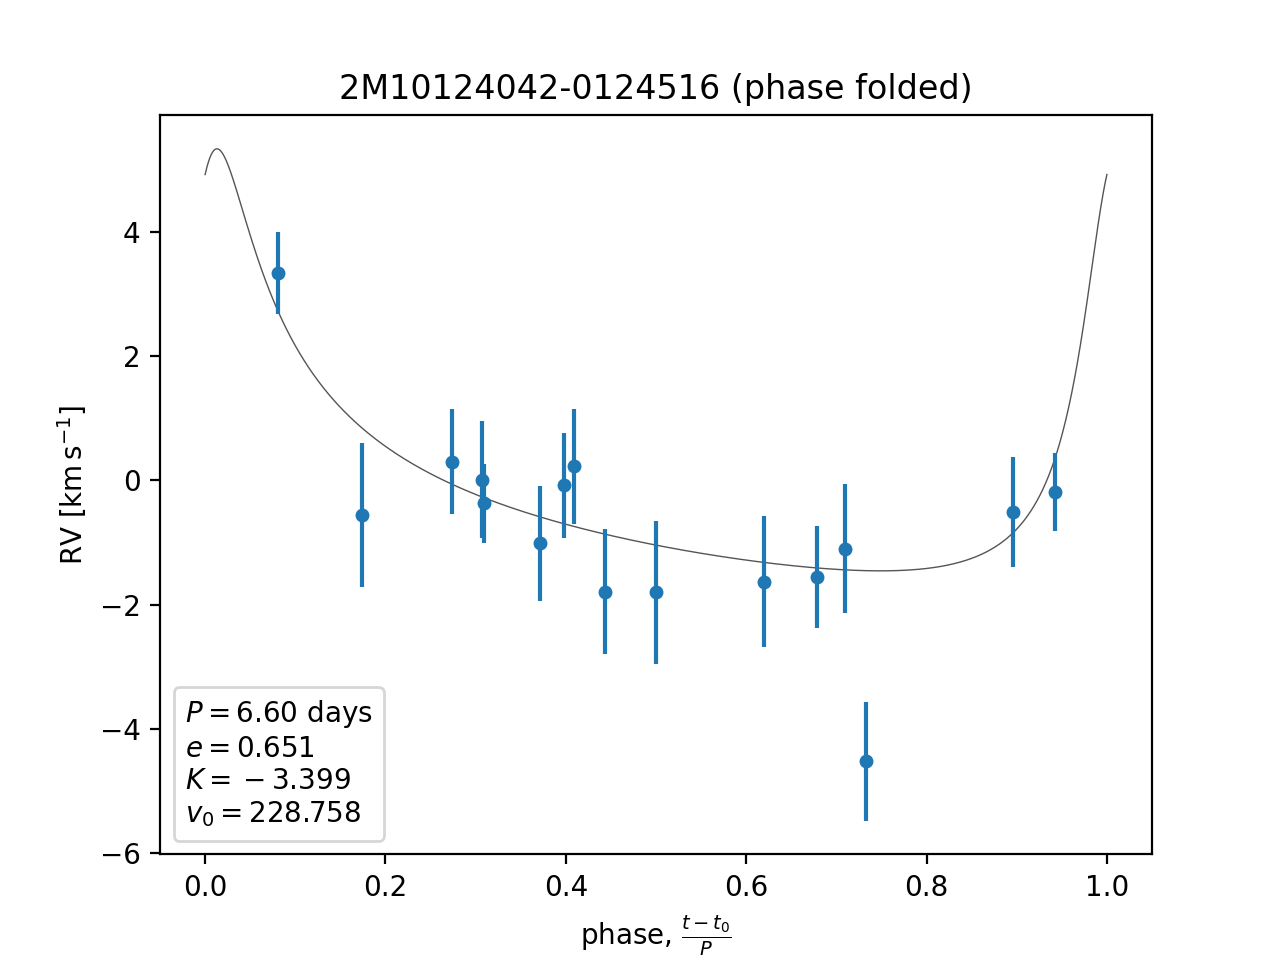 2M10124042-0124516 (phase folded)
RV [km s⁻¹]
4
2
0
−2
−4
−6
P = 6.60 days
e = 0.651
K = −3.399
v₀ = 228.758
0.0 0.2 0.4 0.6 0.8 1.0
phase, (t − t₀)/P